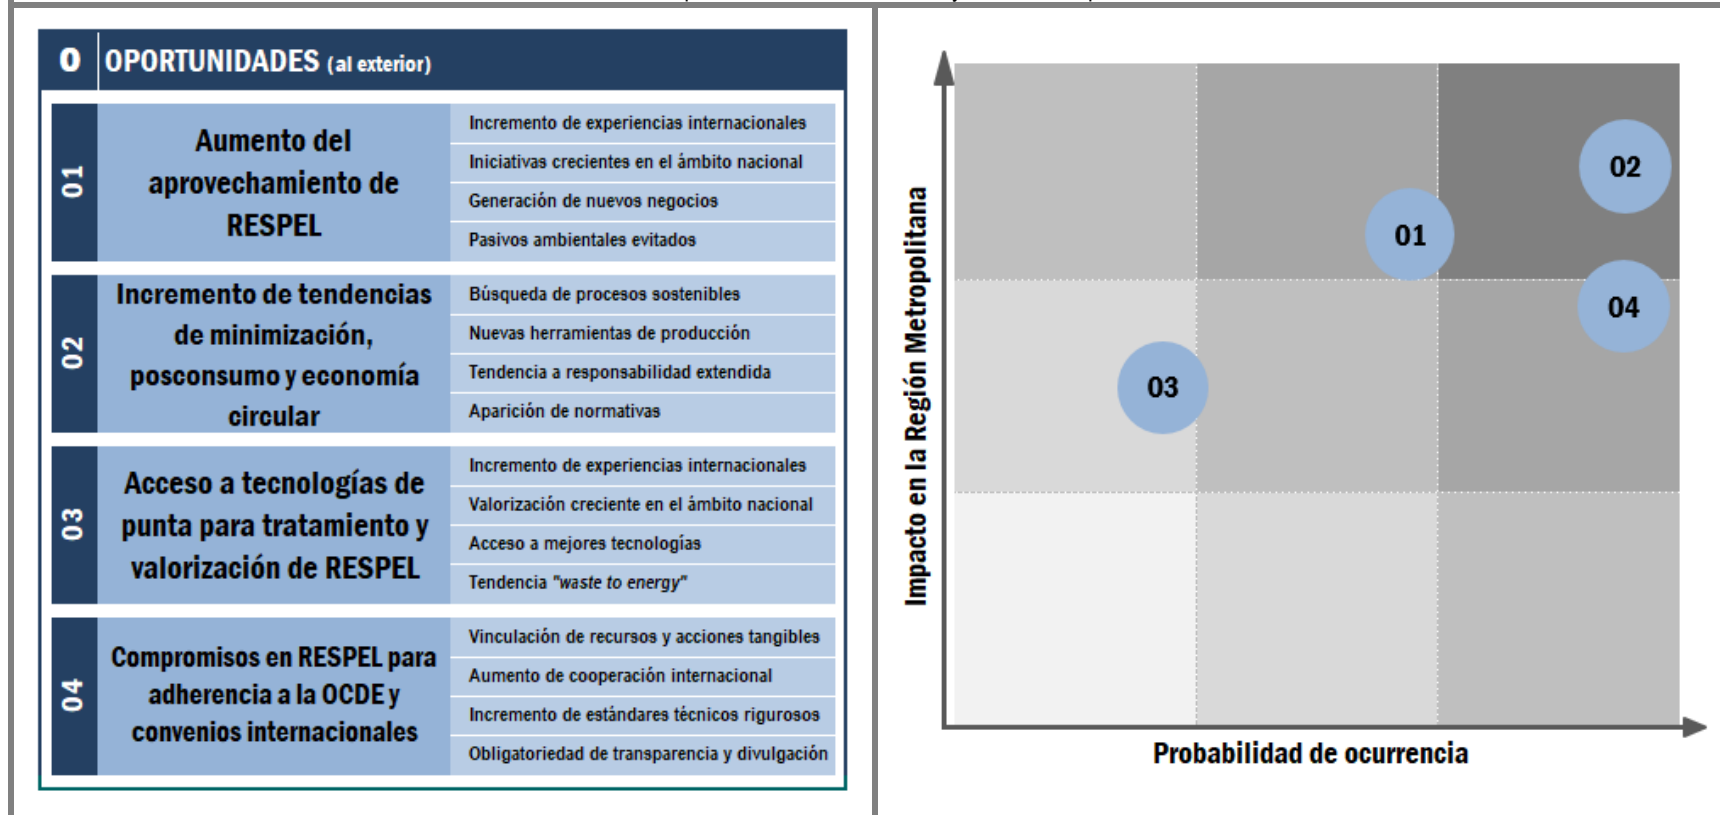 O OPORTUNIDADES (al exterior)
01
Aumento del
aprovechamiento de
RESPEL
Incremento de experiencias internacionales
Iniciativas crecientes en el ámbito nacional
Generación de nuevos negocios
Pasivos ambientales evitados
02
Incremento de tendencias
de minimización,
posconsumo y economía
circular
Búsqueda de procesos sostenibles
Nuevas herramientas de producción
Tendencia a responsabilidad extendida
Aparición de normativas
03
Acceso a tecnologías de
punta para tratamiento y
valorización de RESPEL
Incremento de experiencias internacionales
Valorización creciente en el ámbito nacional
Acceso a mejores tecnologías
Tendencia "waste to energy"
04
Compromisos en RESPEL para
adherencia a la OCDE y
convenios internacionales
Vinculación de recursos y acciones tangibles
Aumento de cooperación internacional
Incremento de estándares técnicos rigurosos
Obligatoriedad de transparencia y divulgación
Impacto en la Región Metropolitana
02
01
04
03
Probabilidad de ocurrencia